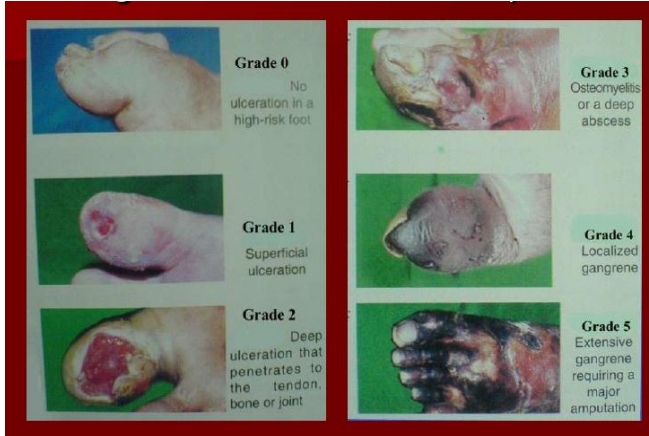 Grade 0
No
ulceration in a
high-risk foot
Grade 1
Superficial
ulceration
Grade 2
Deep
ulceration that
penetrates to
the tendon,
bone or joint
Grade 3
Osteomyelitis
or a deep
abscess
Grade 4
Localized
gangrene
Grade 5
Extensive
gangrene
requiring a
major
amputation